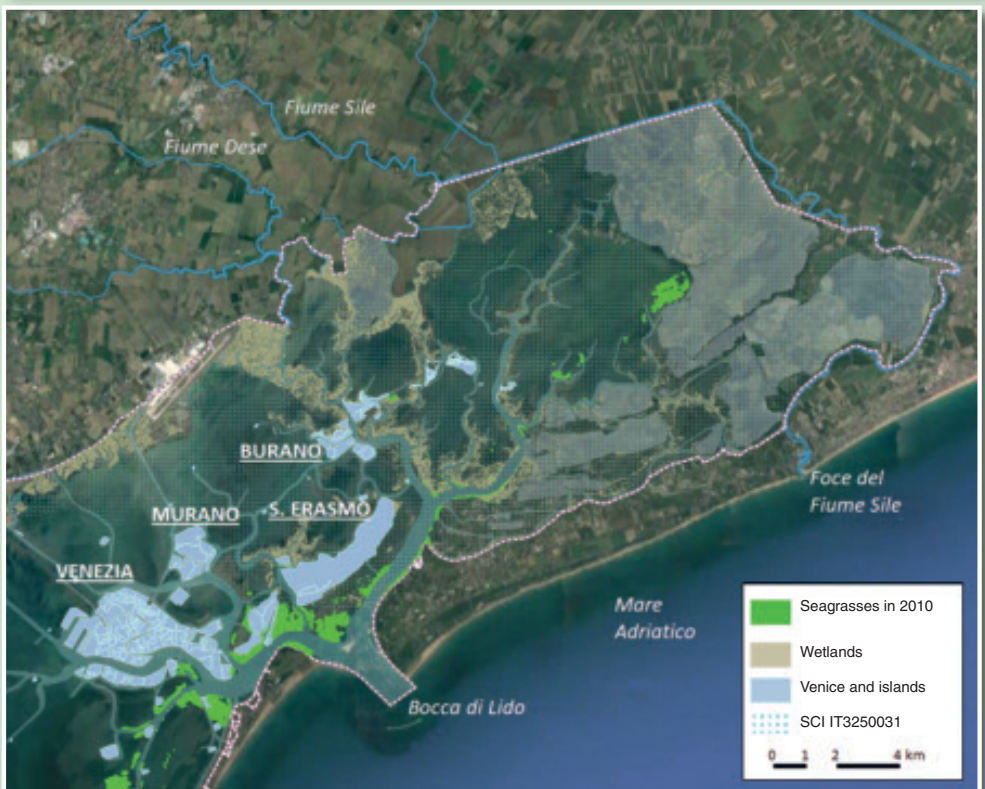 Fiume Sile
Fiume Dese
BURANO
MURANO
S. ERASMO
VENEZIA
Foce del
Fiume Sile
Mare
Adriatico
Bocca di Lido
Seagrasses in 2010
Wetlands
Venice and islands
SCI IT3250031
0 1 2 4 km